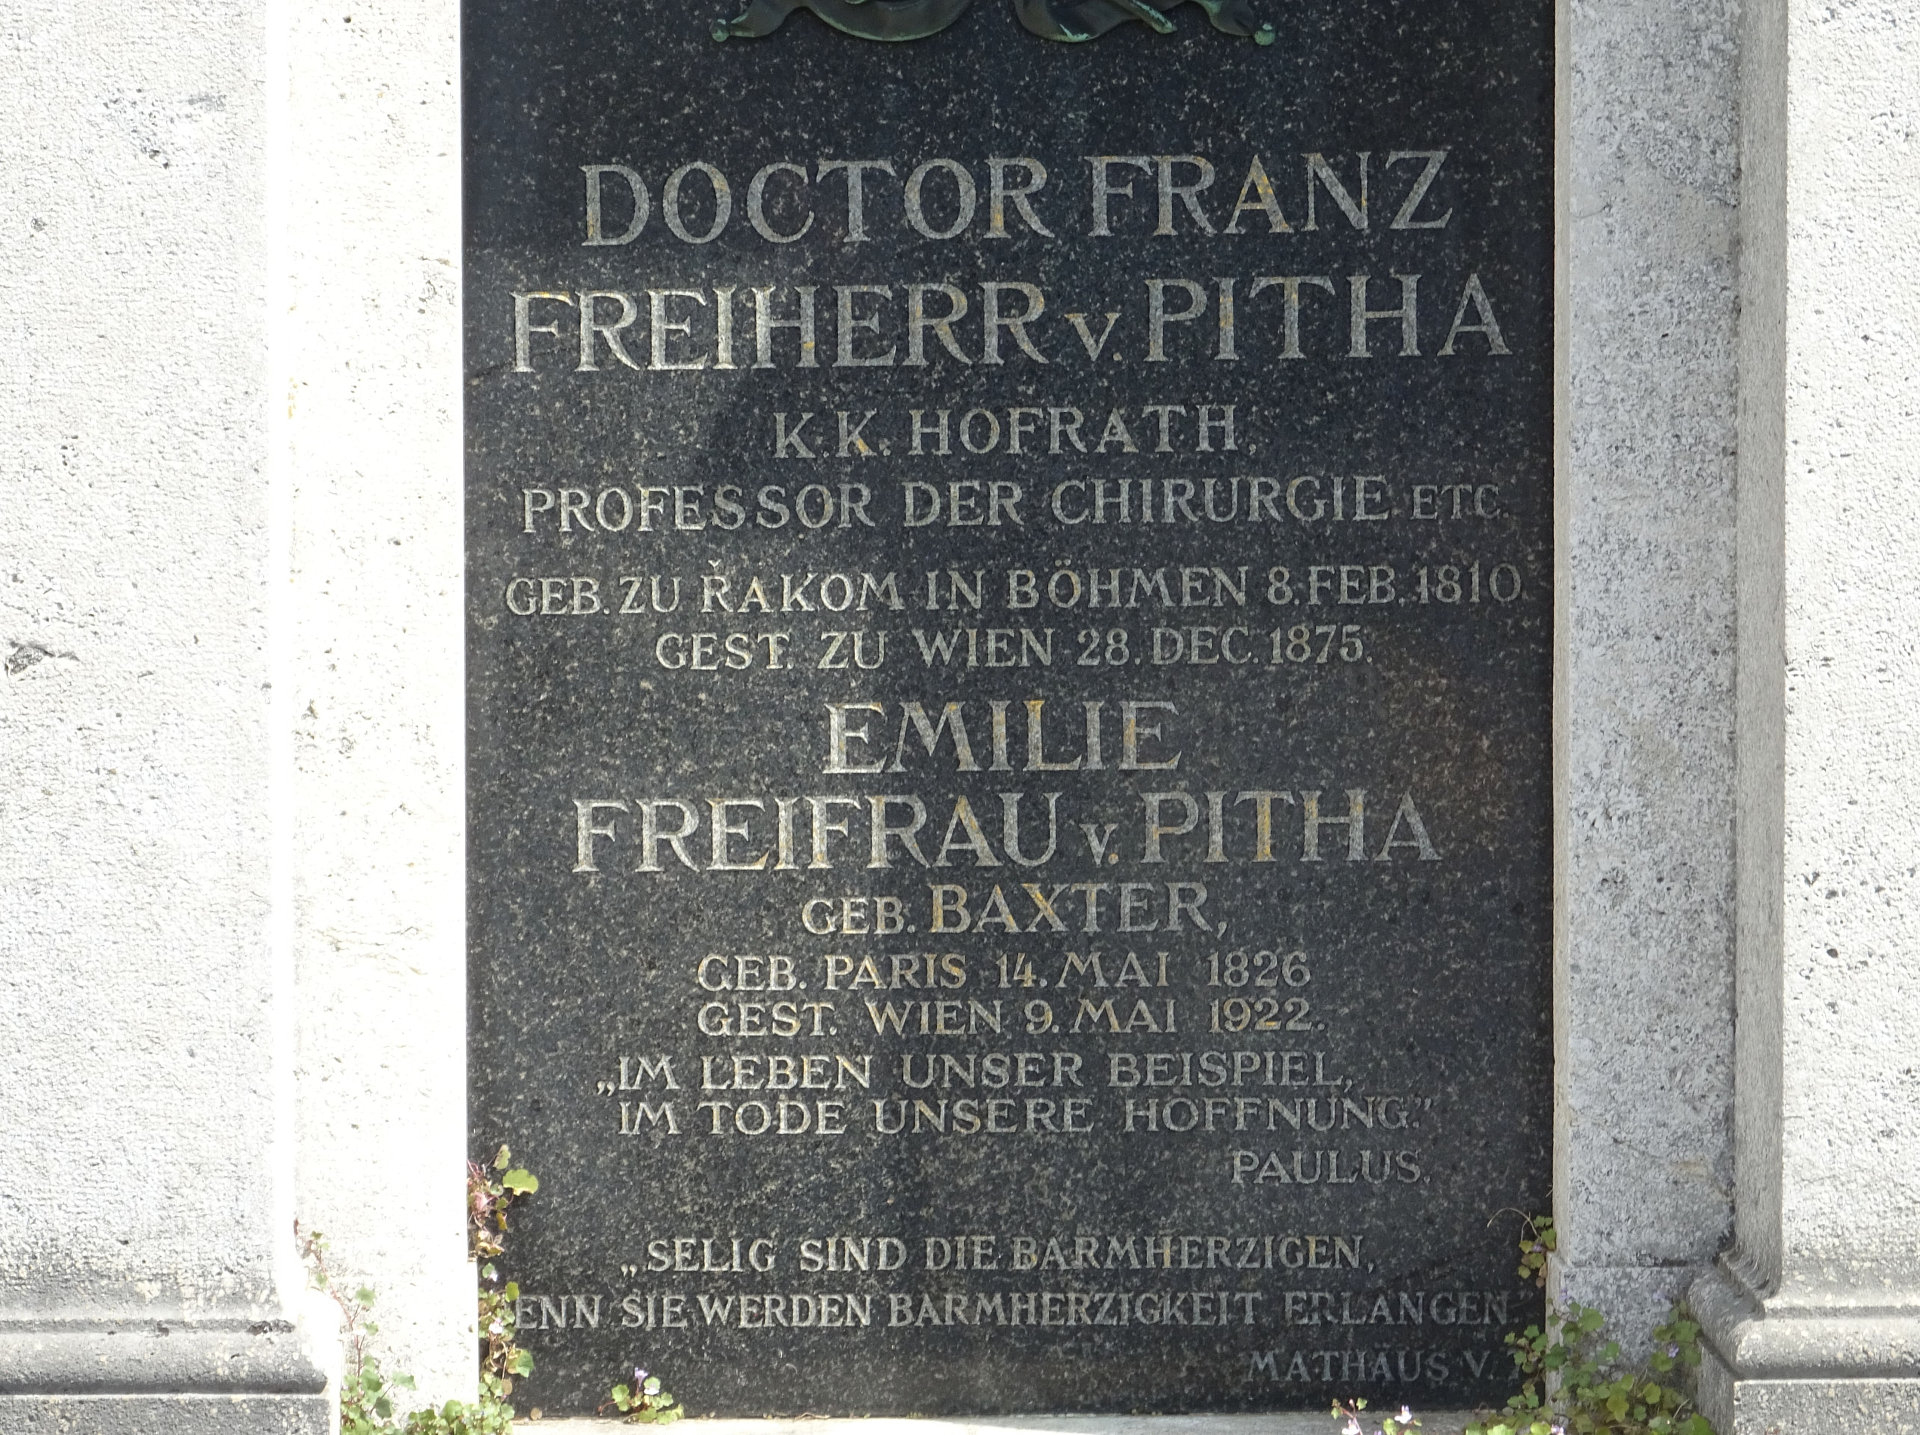 DOCTOR FRANZ
FREIHERR v. PITHA
K.K. HOFRATH,
PROFESSOR DER CHIRURGIE ETC.
GEB. ZU ŘAKOM IN BÖHMEN 8. FEB. 1810
GEST. ZU WIEN 28. DEC. 1875.
EMILIE
FREIFRAU v. PITHA
GEB. BAXTER,
GEB. PARIS 14. MAI 1826
GEST. WIEN 9. MAI 1922.
„IM LEBEN UNSER BEISPIEL,
IM TODE UNSERE HOFFNUNG."
PAULUS.
„SELIG SIND DIE BARMHERZIGEN,
SIE WERDEN BARMHERZIGKEIT ERLANGEN."
MATHÄUS V.